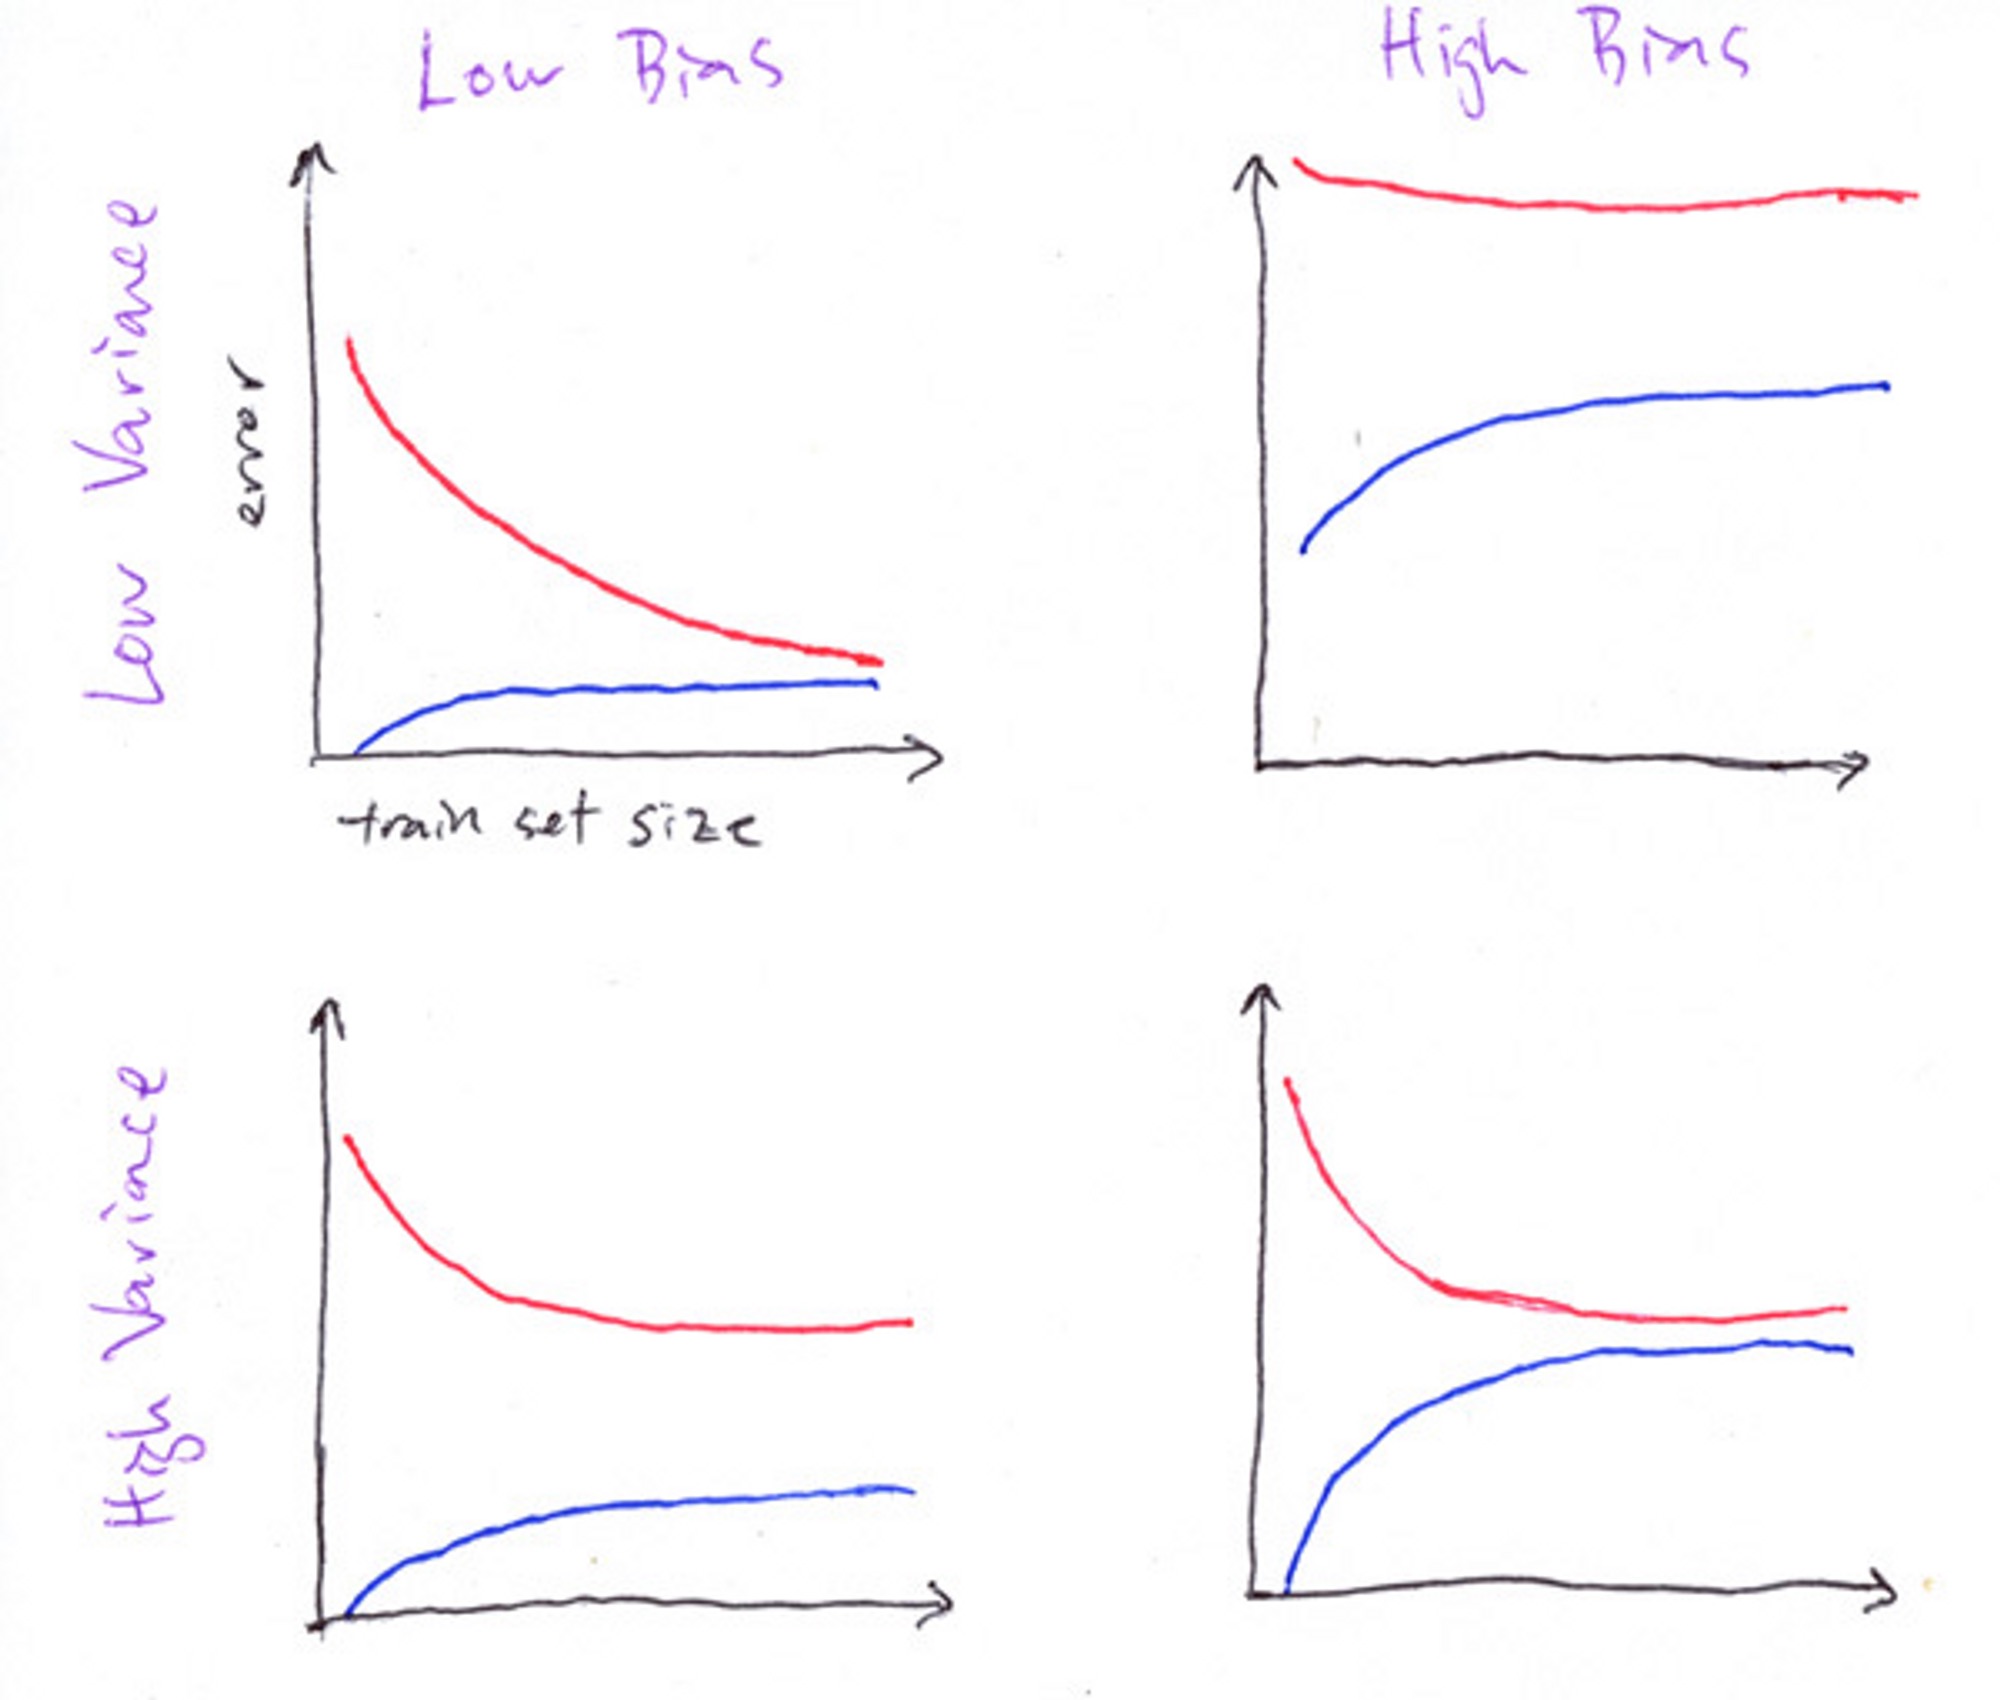 Low Bias
High Bias
Low Variance
error
train set size
High Variance